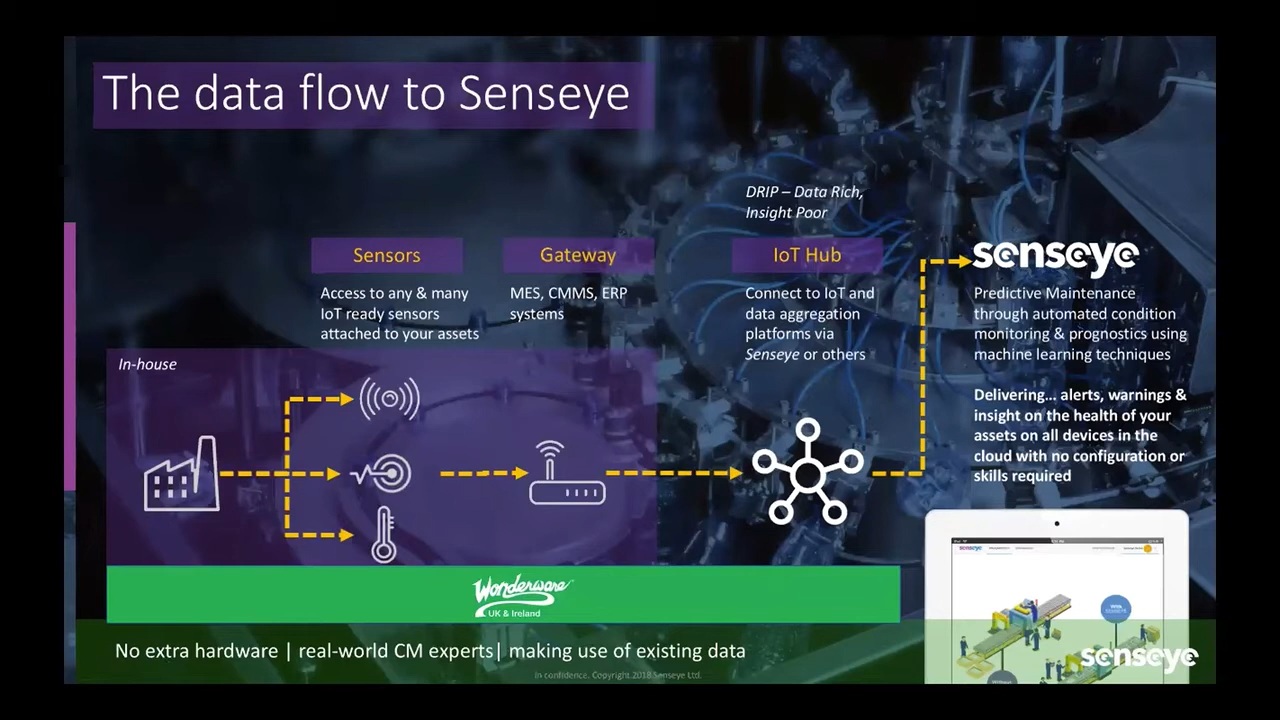 The data flow to Senseye
DRIP – Data Rich,
Insight Poor
Sensors
Access to any & many
IoT ready sensors
attached to your assets
Gateway
MES, CMMS, ERP
systems
IoT Hub
Connect to IoT and
data aggregation
platforms via
Senseye or others
senseye
Predictive Maintenance
through automated condition
monitoring & prognostics using
machine learning techniques
Delivering... alerts, warnings &
insight on the health of your
assets on all devices in the
cloud with no configuration or
skills required
In-house
Wonderware
UK & Ireland
senseye
No extra hardware | real-world CM experts| making use of existing data
senseye
In confidence. Copyright 2018 Senseye Ltd.